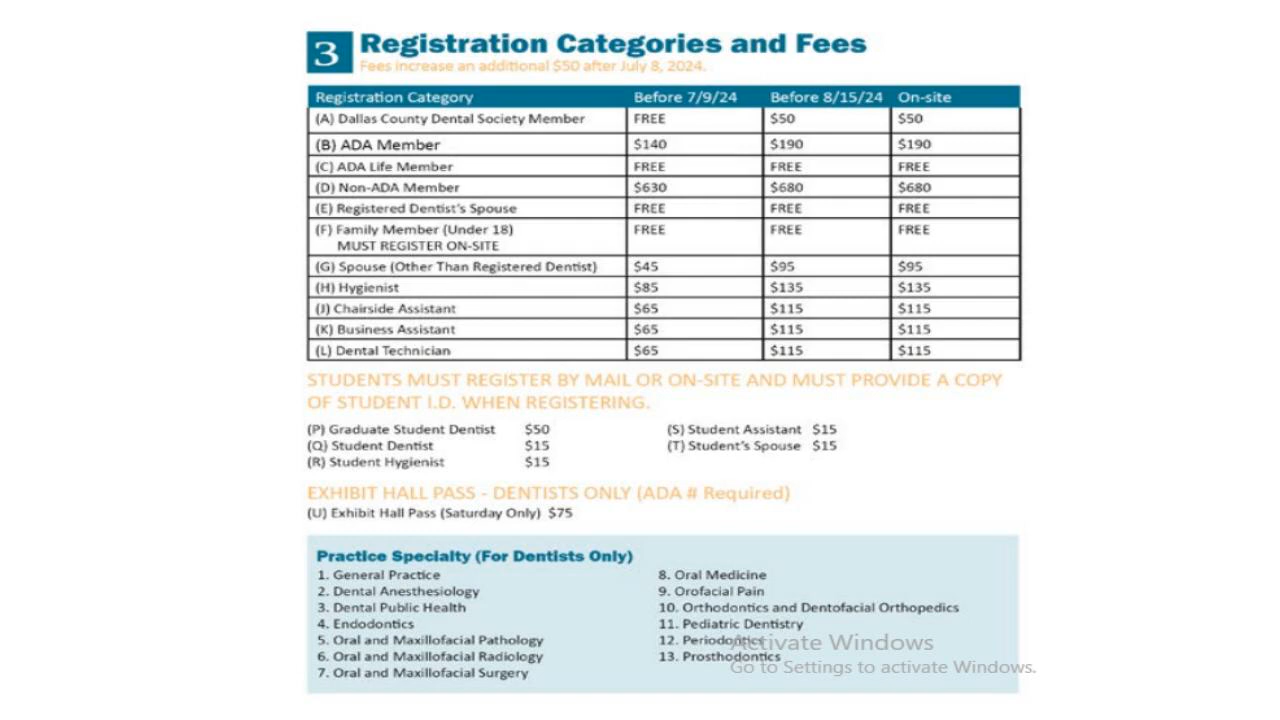 3 Registration Categories and Fees
Fees increase an additional $50 after July 8, 2024.
Registration Category Before 7/9/24 Before 8/15/24 On-site
(A) Dallas County Dental Society Member FREE $50 $50
(B) ADA Member $140 $190 $190
(C) ADA Life Member FREE FREE FREE
(D) Non-ADA Member $630 $680 $680
(E) Registered Dentist's Spouse FREE FREE FREE
(F) Family Member (Under 18) FREE FREE FREE
MUST REGISTER ON-SITE
(G) Spouse (Other Than Registered Dentist) $45 $95 $95
(H) Hygienist $85 $135 $135
(J) Chairside Assistant $65 $115 $115
(K) Business Assistant $65 $115 $115
(L) Dental Technician $65 $115 $115
STUDENTS MUST REGISTER BY MAIL OR ON-SITE AND MUST PROVIDE A COPY
OF STUDENT I.D. WHEN REGISTERING.
(P) Graduate Student Dentist $50
(Q) Student Dentist $15
(R) Student Hygienist $15
(S) Student Assistant $15
(T) Student's Spouse $15
EXHIBIT HALL PASS - DENTISTS ONLY (ADA # Required)
(U) Exhibit Hall Pass (Saturday Only) $75
Practice Specialty (For Dentists Only)
1. General Practice
2. Dental Anesthesiology
3. Dental Public Health
4. Endodontics
5. Oral and Maxillofacial Pathology
6. Oral and Maxillofacial Radiology
7. Oral and Maxillofacial Surgery
8. Oral Medicine
9. Orofacial Pain
10. Orthodontics and Dentofacial Orthopedics
11. Pediatric Dentistry
12. Periodontics
13. Prosthodontics
Activate Windows
Go to Settings to activate Windows.